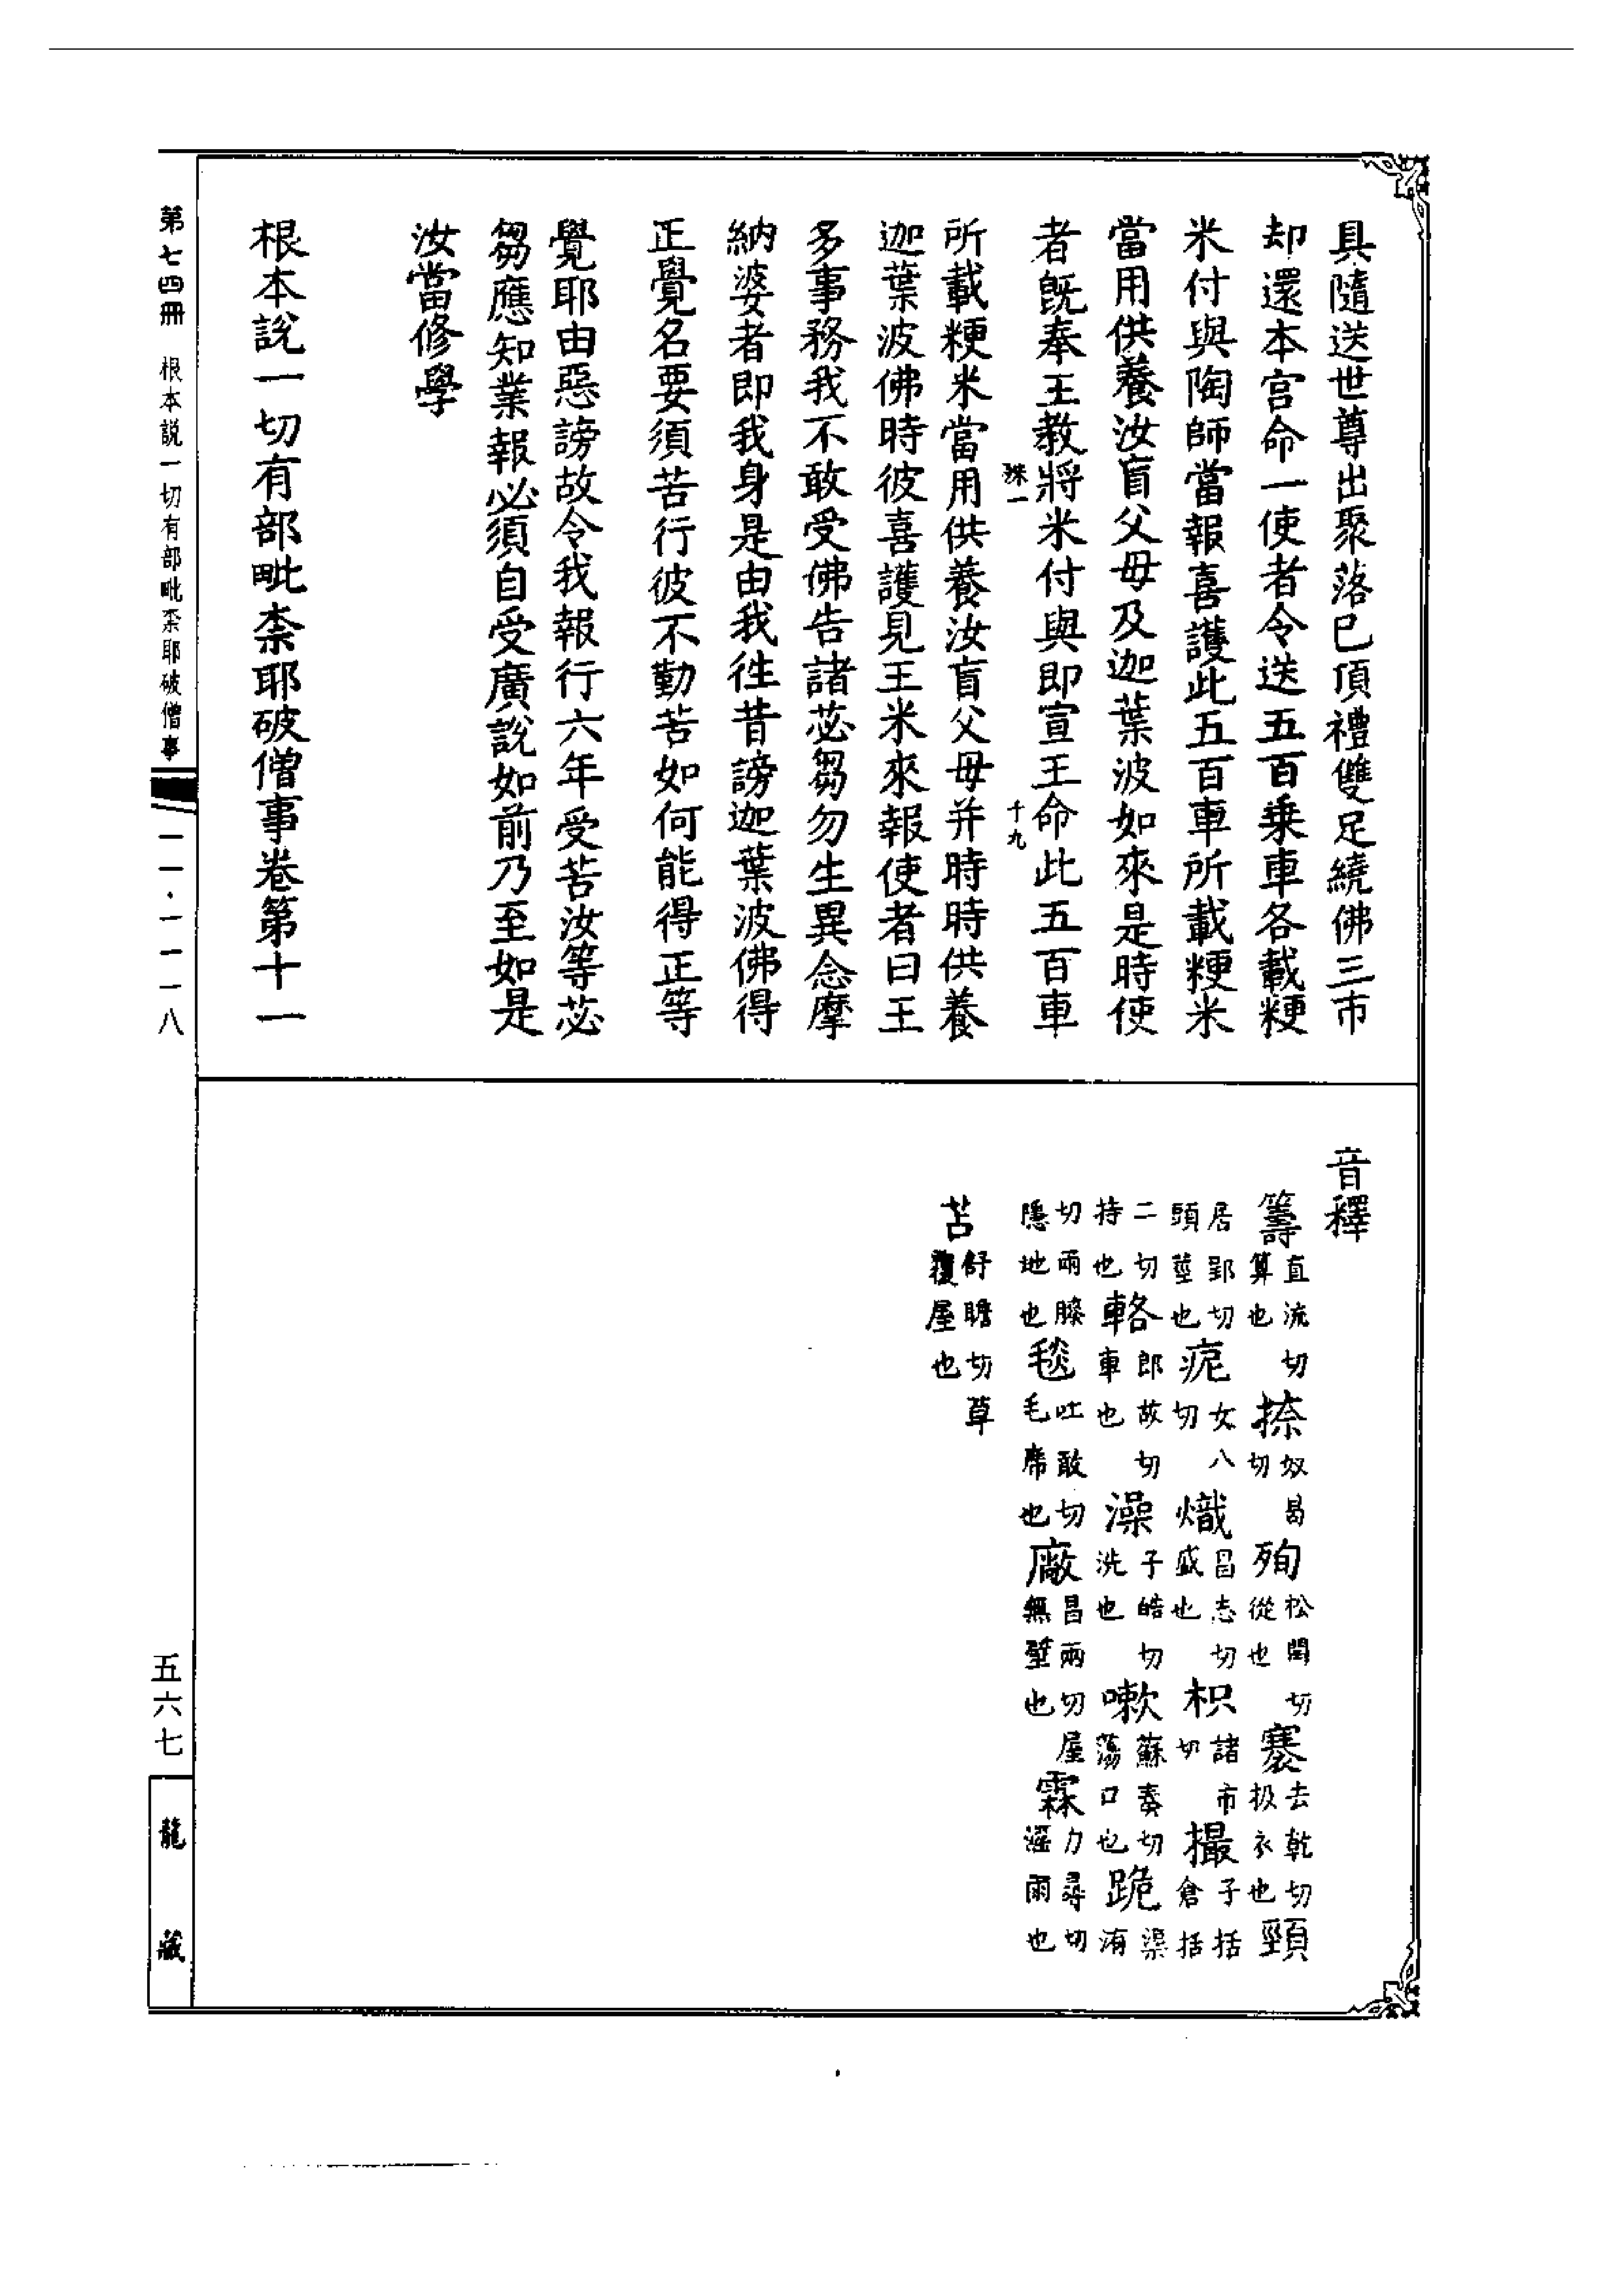 具隨送世尊出聚落已頂禮雙足繞佛三帀
却還本宮命一使者令送五百乗車各載粳
米付與陶師當報喜護此五百車所載粳米
當用供養汝盲父母及迦葉波如來是時使
者旣奉王教將米付與即宣王命此五百車
殊一
十九
所載粳米當用供養汝盲父母并時時供養
迦葉波佛時彼喜護見王米來報使者曰王
多事務我不敢受佛告諸苾芻勿生異念摩
納婆者即我身是由我徃昔謗迦葉波佛得
正覺名要須苦行彼不勤苦如何能得正等
覺耶由惡謗故令我報行六年受苦汝等苾
芻應知業報必須自受廣說如前乃至如是
汝當修學
根本說一切有部毗柰耶破僧事卷第十一
音釋
籌直流切算也 捺奴曷切 殉松閏切從也 褰去乾切扱衣也 頸
居郢切頭莖也 痆女八切 熾昌志切盛也 枳諸市切 撮子括倉括
二切持也 輅郎故切車也 澡子皓切洗也 嗽蘇奏切蕩口也 跪渠洧
切兩膝隱地也 毯吐敢切毛席也 廠昌兩切屋無壁也 霖力尋切滛雨也
苫舒瞻切草覆屋也
第七四冊 根本說一切有部毗柰耶破僧事
一一·一一一八
五六七
龍藏